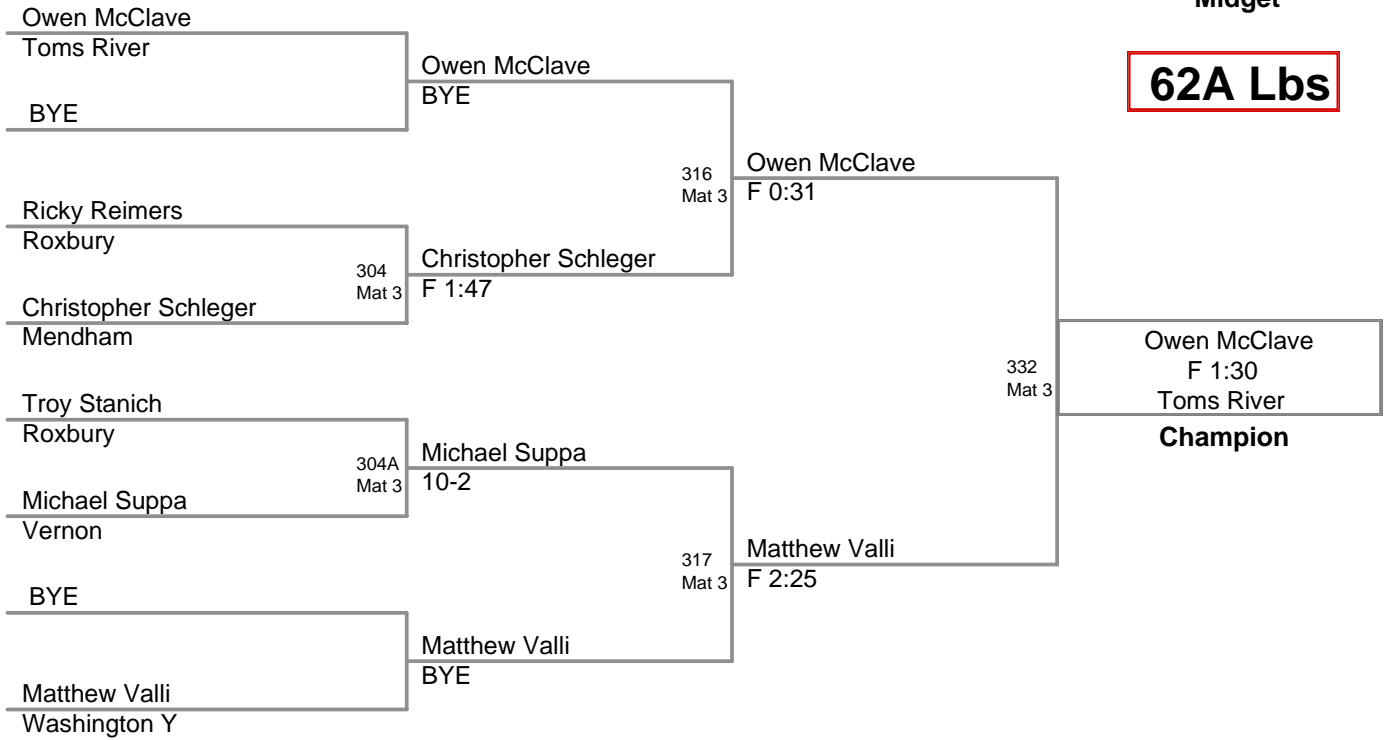 Midget
62A Lbs
Owen McClave
Toms River
BYE
Ricky Reimers
Roxbury
304
Mat 3
Christopher Schleger
Mendham
Troy Stanich
Roxbury
304A
Mat 3
Michael Suppa
Vernon
BYE
Matthew Valli
Washington Y
Owen McClave
BYE
316
Mat 3
Christopher Schleger
F 1:47
Michael Suppa
10-2
317
Mat 3
Matthew Valli
BYE
Owen McClave
F 0:31
332
Mat 3
Matthew Valli
F 2:25
Owen McClave
F 1:30
Toms River
Champion